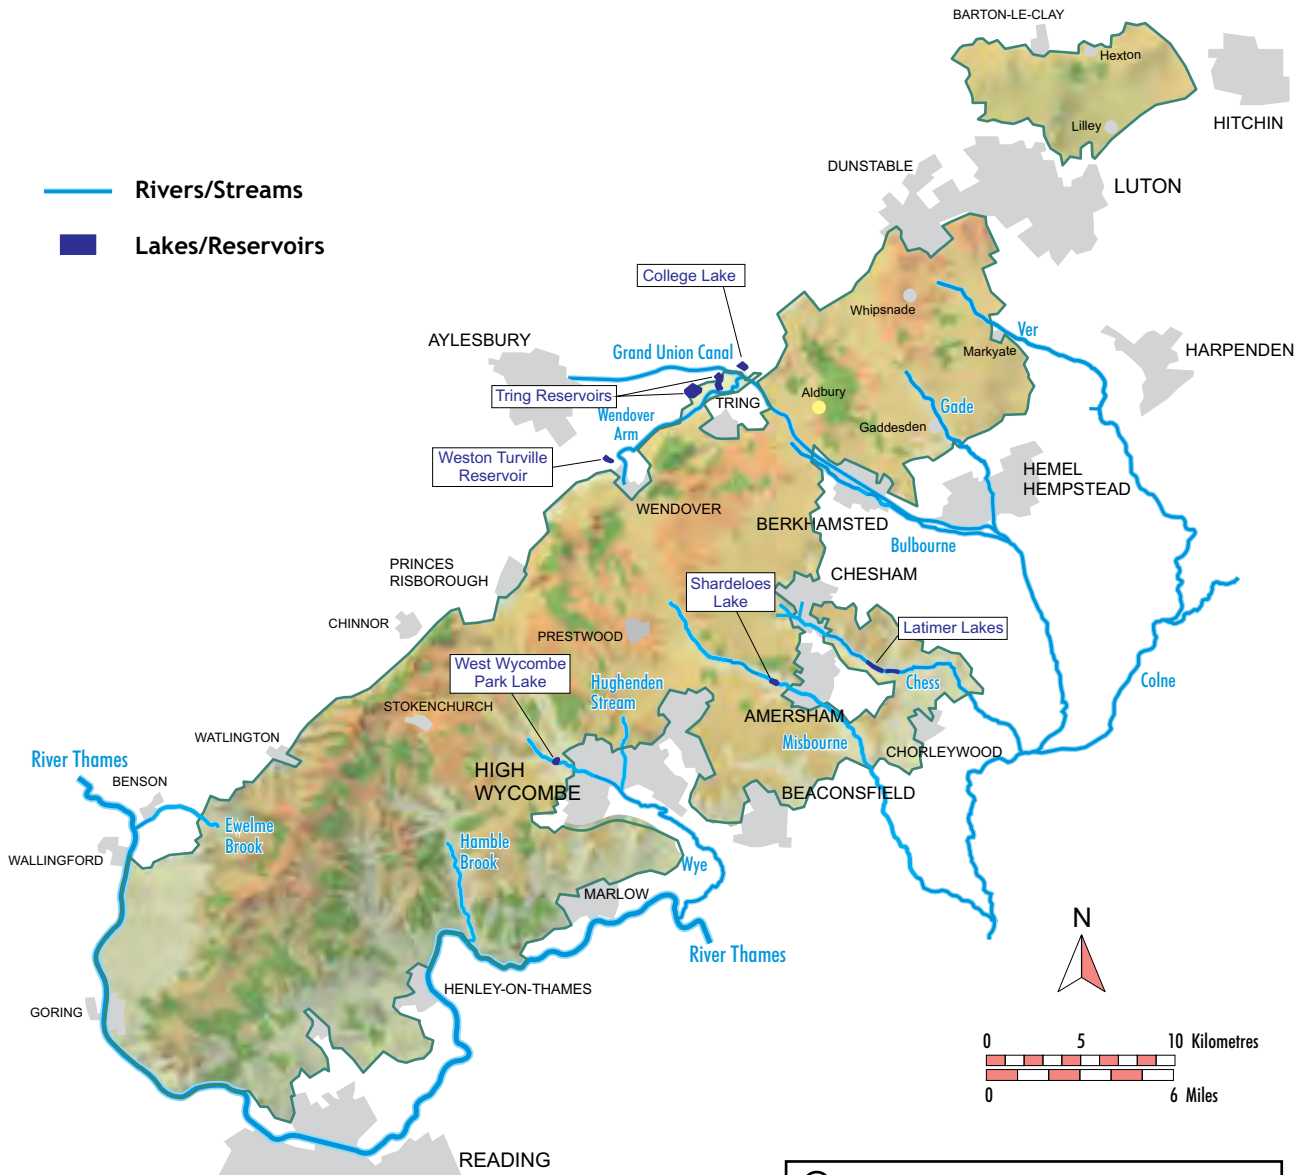 BARTON-LE-CLAY
Hexton
HITCHIN
Lilley
DUNSTABLE
LUTON
Rivers/Streams
Lakes/Reservoirs
College Lake
Whipsnade
Ver
AYLESBURY
Grand Union Canal
Markyate
HARPENDEN
Tring Reservoirs
Aldbury
TRING
Gade
Wendover
Arm
Gaddesden
Weston Turville
Reservoir
HEMEL
HEMPSTEAD
WENDOVER
BERKHAMSTED
Bulbourne
PRINCES
RISBOROUGH
CHESHAM
Shardeloes
Lake
CHINNOR
PRESTWOOD
Latimer Lakes
West Wycombe
Park Lake
Hughenden
Stream
Chess
Colne
STOKENCHURCH
AMERSHAM
WATLINGTON
Misbourne
CHORLEYWOOD
River Thames
BENSON
HIGH
WYCOMBE
BEACONSFIELD
Ewelme
Brook
Hamble
Brook
WALLINGFORD
Wye
MARLOW
N
River Thames
HENLEY-ON-THAMES
GORING
0 5 10 Kilometres
0 6 Miles
READING